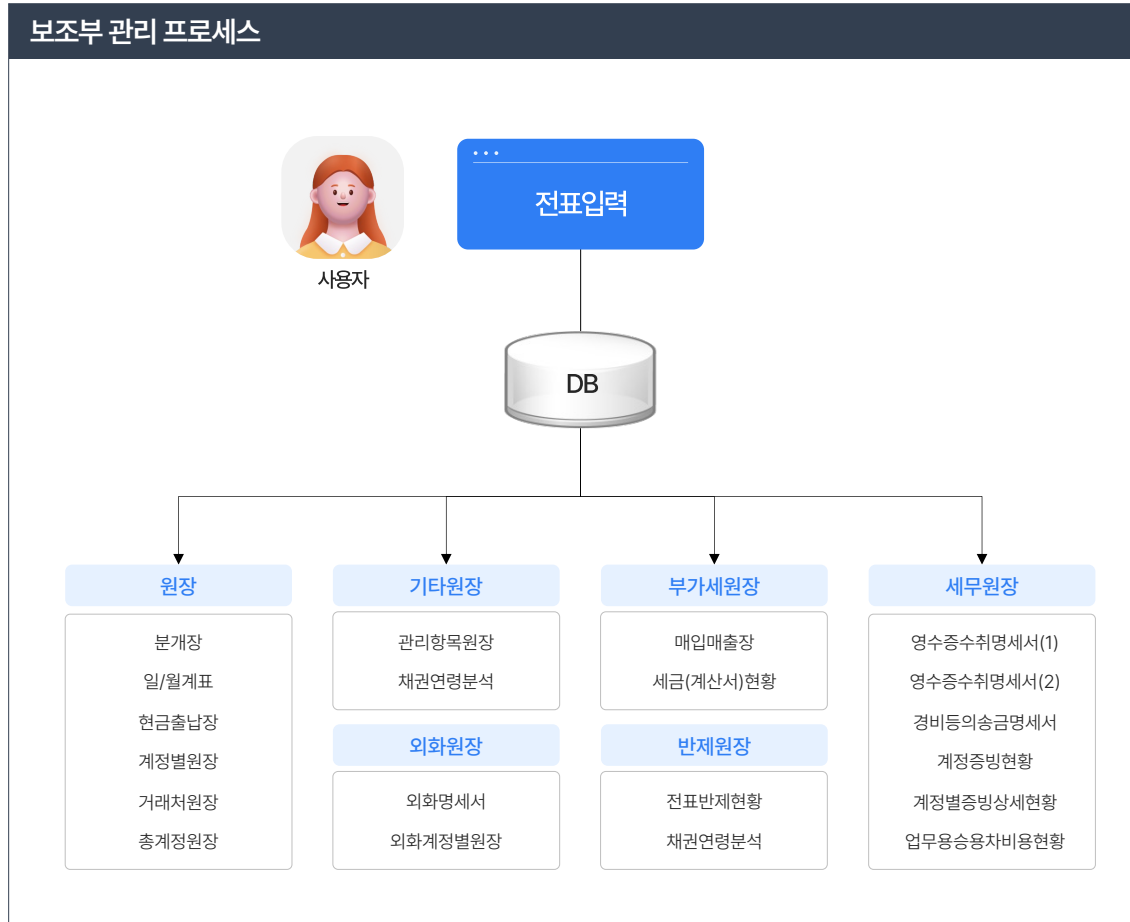 보조부 관리 프로세스
전표입력
사용자
DB
원장
분개장
일/월계표
현금출납장
계정별원장
거래처원장
총계정원장
기타원장
관리항목원장
채권연령분석
외화원장
외화명세서
외화계정별원장
부가세원장
매입매출장
세금(계산서)현황
반제원장
전표반제현황
채권연령분석
세무원장
영수증수취명세서(1)
영수증수취명세서(2)
경비등의송금명세서
계정증빙현황
계정별증빙상세현황
업무용승용차비용현황